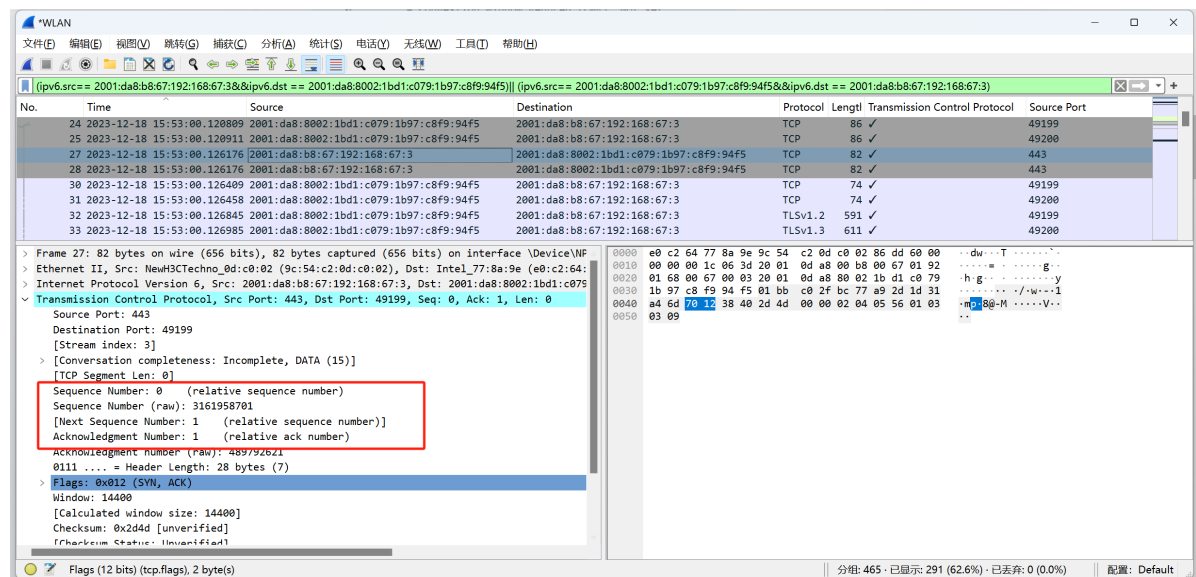 *WLAN
文件(F) 编辑(E) 视图(V) 跳转(G) 捕获(C) 分析(A) 统计(S) 电话(Y) 无线(W) 工具(T) 帮助(H)
(ipv6.src== 2001:da8:b8:67:192:168:67:3&&ipv6.dst == 2001:da8:8002:1bd1:c079:1b97:c8f9:94f5)|| (ipv6.src== 2001:da8:8002:1bd1:c079:1b97:c8f9:94f5&&ipv6.dst == 2001:da8:b8:67:192:168:67:3)
No. Time Source Destination Protocol Lengtl Transmission Control Protocol Source Port
24 2023-12-18 15:53:00.120809 2001:da8:8002:1bd1:c079:1b97:c8f9:94f5 2001:da8:b8:67:192:168:67:3 TCP 86 ✓ 49199
25 2023-12-18 15:53:00.120911 2001:da8:8002:1bd1:c079:1b97:c8f9:94f5 2001:da8:b8:67:192:168:67:3 TCP 86 ✓ 49200
27 2023-12-18 15:53:00.126176 2001:da8:b8:67:192:168:67:3 2001:da8:8002:1bd1:c079:1b97:c8f9:94f5 TCP 82 ✓ 443
28 2023-12-18 15:53:00.126176 2001:da8:b8:67:192:168:67:3 2001:da8:8002:1bd1:c079:1b97:c8f9:94f5 TCP 82 ✓ 443
30 2023-12-18 15:53:00.126409 2001:da8:8002:1bd1:c079:1b97:c8f9:94f5 2001:da8:b8:67:192:168:67:3 TCP 74 ✓ 49199
31 2023-12-18 15:53:00.126458 2001:da8:8002:1bd1:c079:1b97:c8f9:94f5 2001:da8:b8:67:192:168:67:3 TCP 74 ✓ 49200
32 2023-12-18 15:53:00.126845 2001:da8:8002:1bd1:c079:1b97:c8f9:94f5 2001:da8:b8:67:192:168:67:3 TLSv1.2 591 ✓ 49199
33 2023-12-18 15:53:00.126985 2001:da8:8002:1bd1:c079:1b97:c8f9:94f5 2001:da8:b8:67:192:168:67:3 TLSv1.3 611 ✓ 49200
Frame 27: 82 bytes on wire (656 bits), 82 bytes captured (656 bits) on interface \Device\NP
Ethernet II, Src: NewH3CTechno_0d:c0:02 (9c:54:c2:0d:c0:02), Dst: Intel_77:8a:9e (e0:c2:64:
Internet Protocol Version 6, Src: 2001:da8:b8:67:192:168:67:3, Dst: 2001:da8:8002:1bd1:c079
Transmission Control Protocol, Src Port: 443, Dst Port: 49199, Seq: 0, Ack: 1, Len: 0
Source Port: 443
Destination Port: 49199
[Stream index: 3]
[Conversation completeness: Incomplete, DATA (15)]
[TCP Segment Len: 0]
Sequence Number: 0 (relative sequence number)
Sequence Number (raw): 3161958701
[Next Sequence Number: 1 (relative sequence number)]
Acknowledgment Number: 1 (relative ack number)
Acknowledgment number (raw): 489792621
0111 .... = Header Length: 28 bytes (7)
Flags: 0x012 (SYN, ACK)
Window: 14400
[Calculated window size: 14400]
Checksum: 0x2d4d [unverified]
[Checksum Status: Unverified]
0000 e0 c2 64 77 8a 9e 9c 54 c2 0d c0 02 86 dd 60 00 ··dw···T ······`·
0010 00 00 00 1c 06 3d 20 01 0d a8 00 b8 00 67 01 92 ·····= · ·····g··
0020 01 68 00 67 00 03 20 01 0d a8 80 02 1b d1 c0 79 ·h·g·· · ·······y
0030 1b 97 c8 f9 94 f5 01 bb c0 2f bc 77 a9 2d 1d 31 ········ ·/·w·-·1
0040 a4 6d 70 12 38 40 2d 4d 00 00 02 04 05 56 01 03 ·mp·8@-M ·····V··
0050 03 09 ··
Flags (12 bits) (tcp.flags), 2 byte(s) 分组: 465 · 已显示: 291 (62.6%) · 已丢弃: 0 (0.0%) 配置: Default